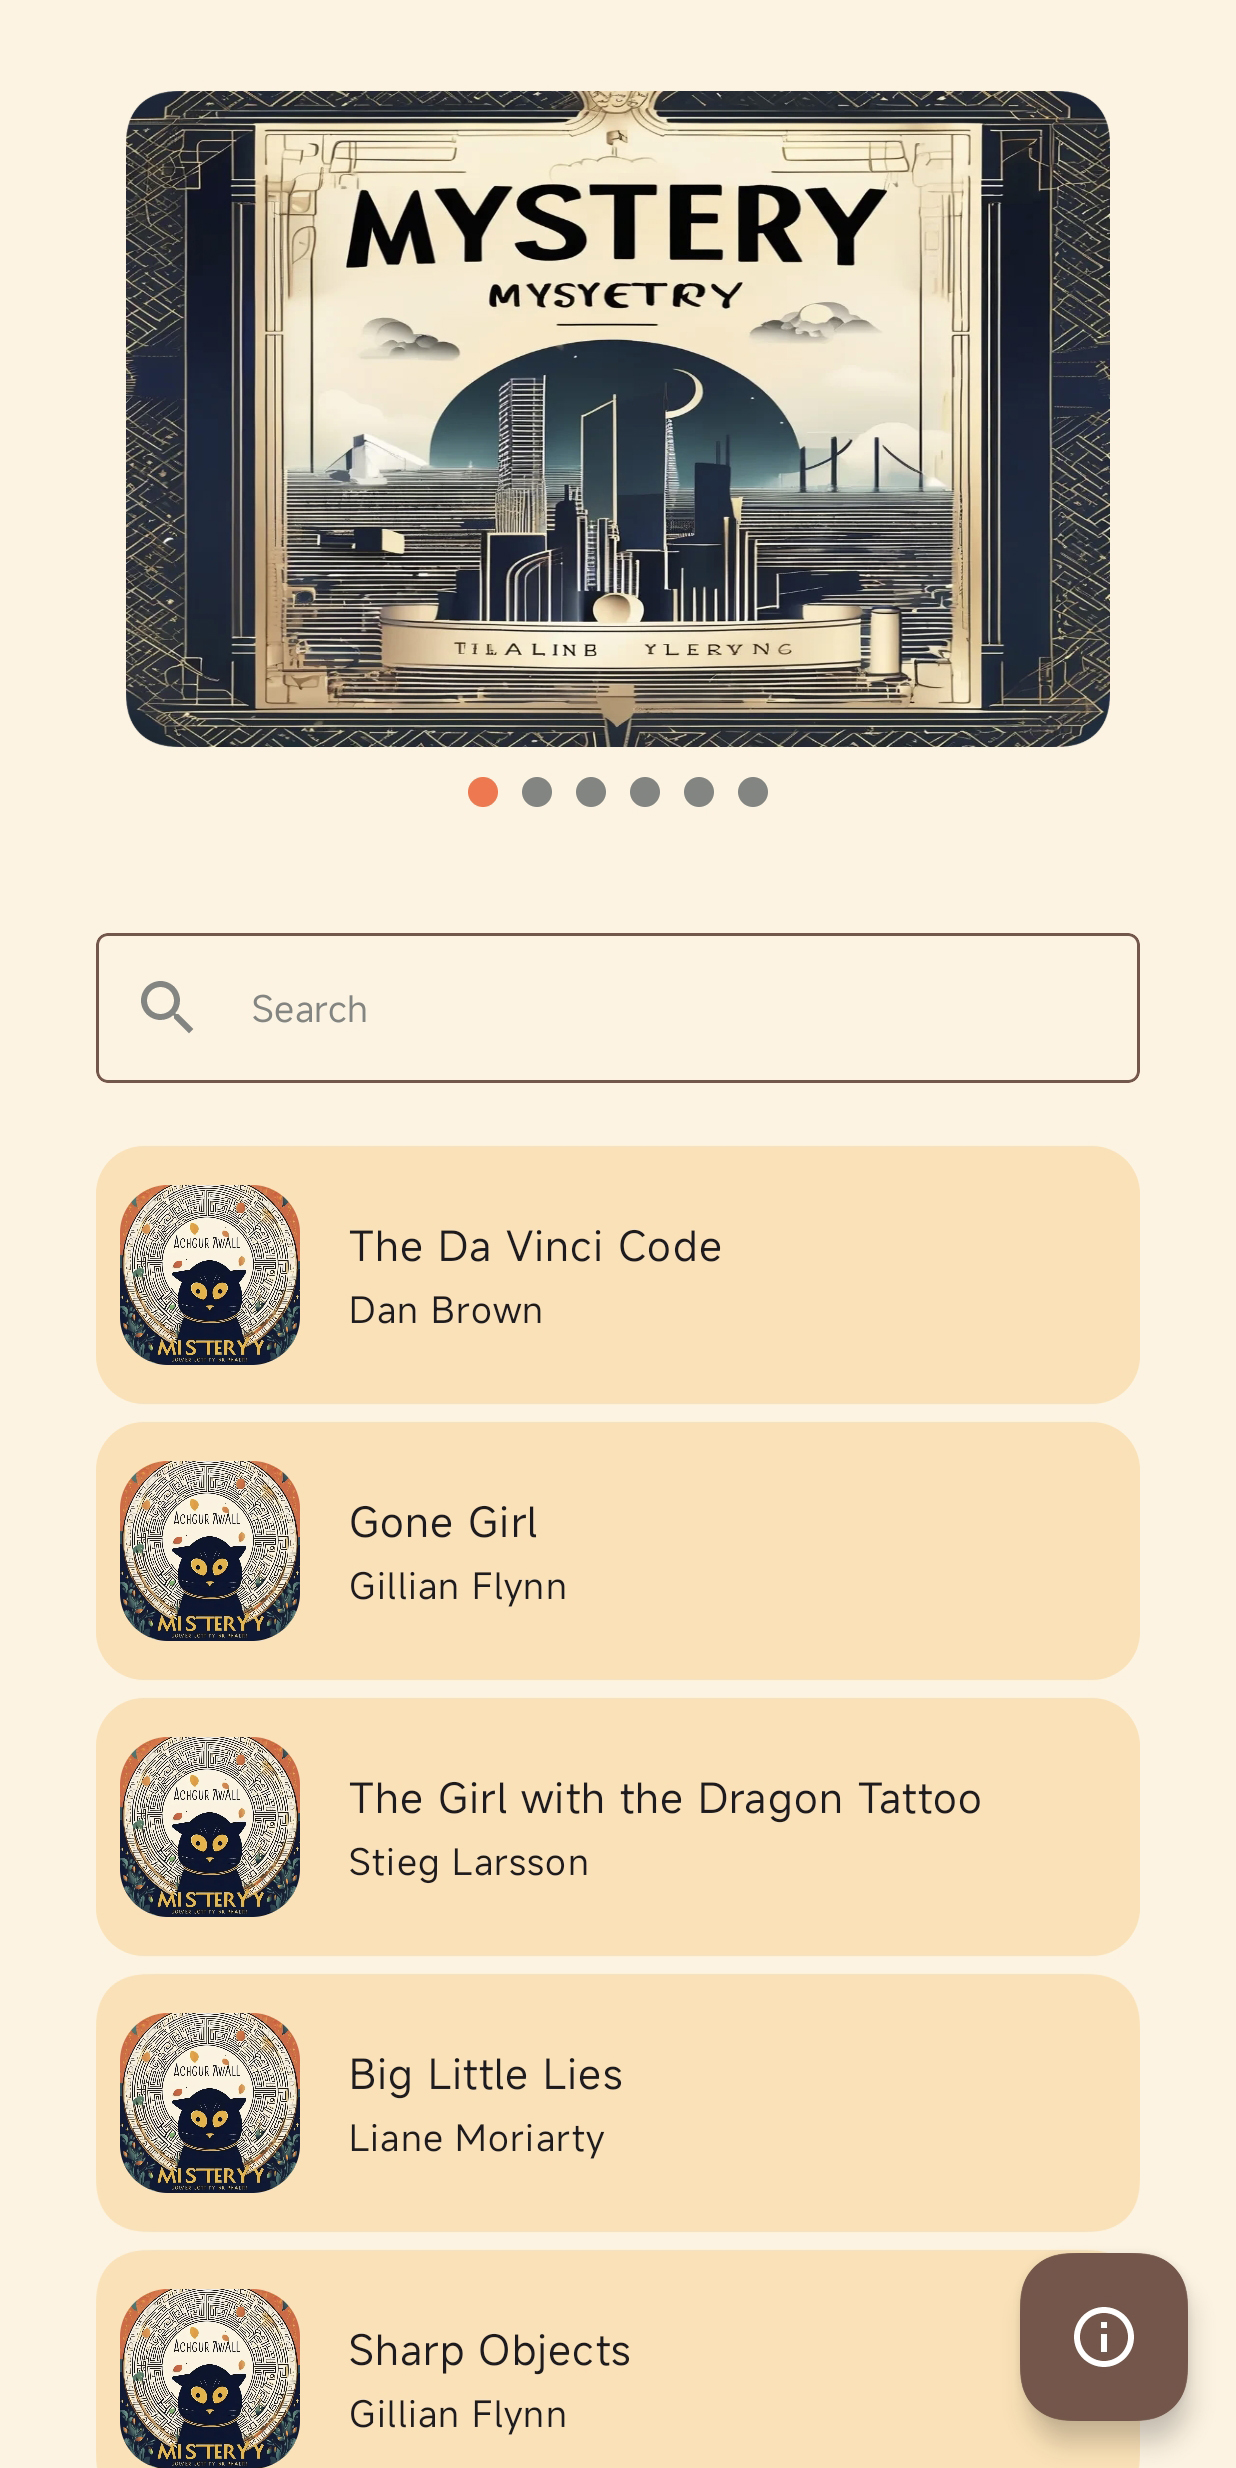 MYSTERY
MYSYETRY
TILALINB YLERVNG
Search
ACHGUR AWALL
MISTERYY
The Da Vinci Code
Dan Brown
ACHGUR AWALL
MISTERYY
Gone Girl
Gillian Flynn
ACHGUR AWALL
MISTERYY
The Girl with the Dragon Tattoo
Stieg Larsson
ACHGUR AWALL
MISTERYY
Big Little Lies
Liane Moriarty
ACHGUR AWALL
MISTERYY
Sharp Objects
Gillian Flynn